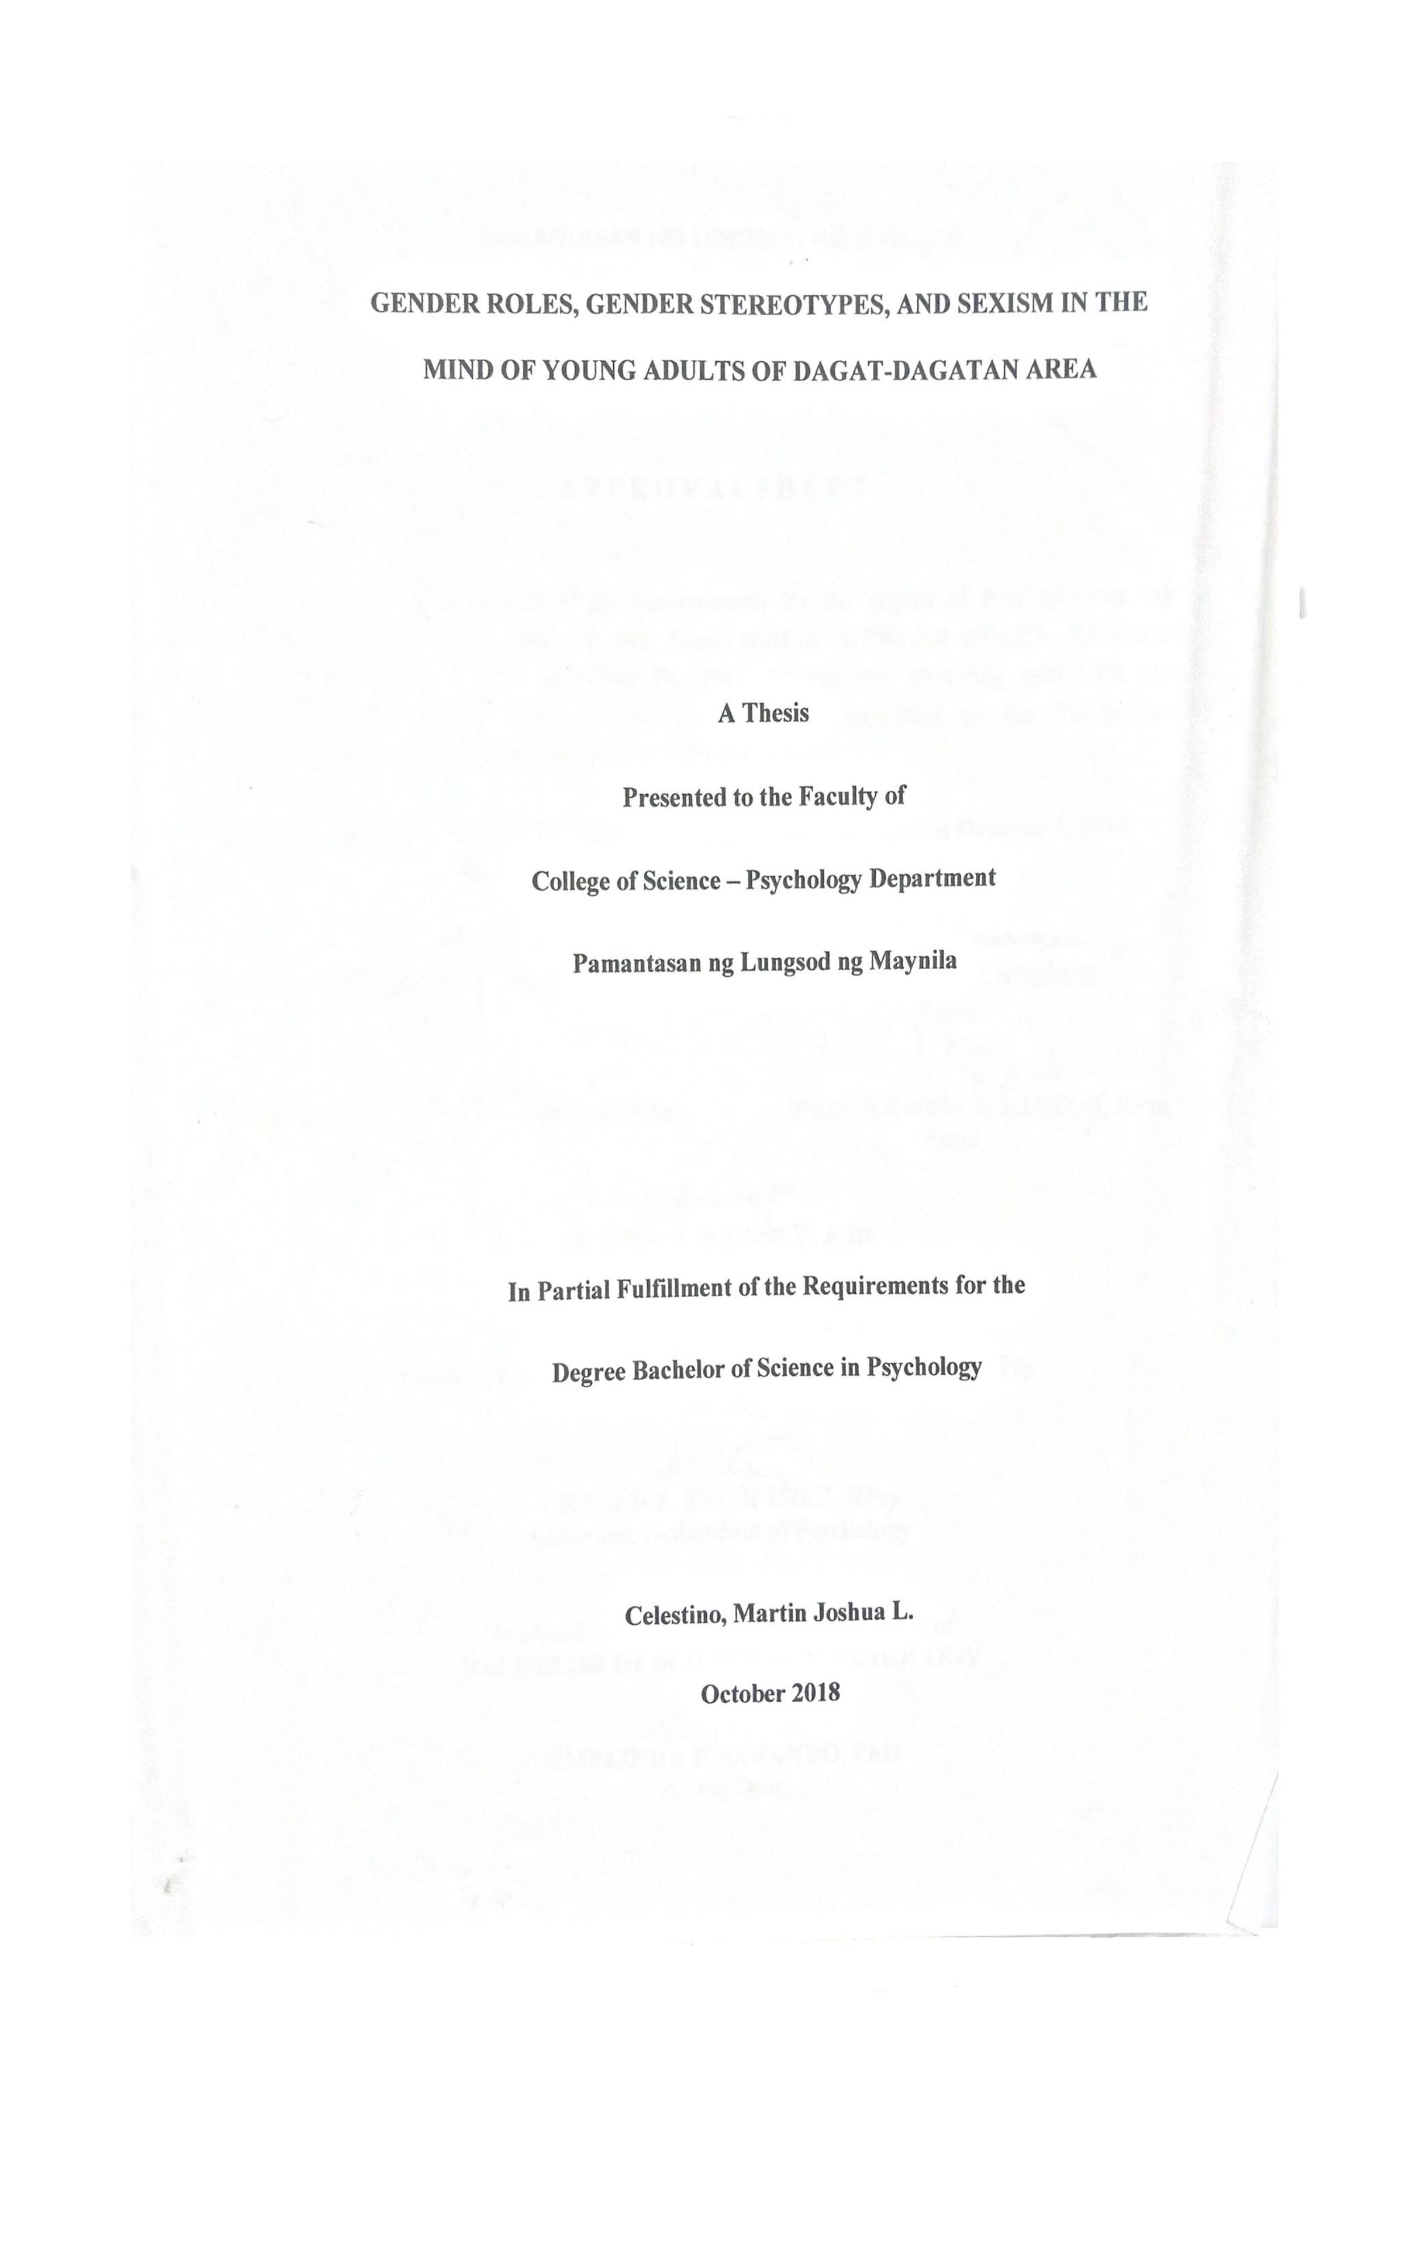 GENDER ROLES, GENDER STEREOTYPES, AND SEXISM IN THE
MIND OF YOUNG ADULTS OF DAGAT-DAGATAN AREA
A Thesis
Presented to the Faculty of
College of Science – Psychology Department
Pamantasan ng Lungsod ng Maynila
In Partial Fulfillment of the Requirements for the
Degree Bachelor of Science in Psychology
Celestino, Martin Joshua L.
October 2018